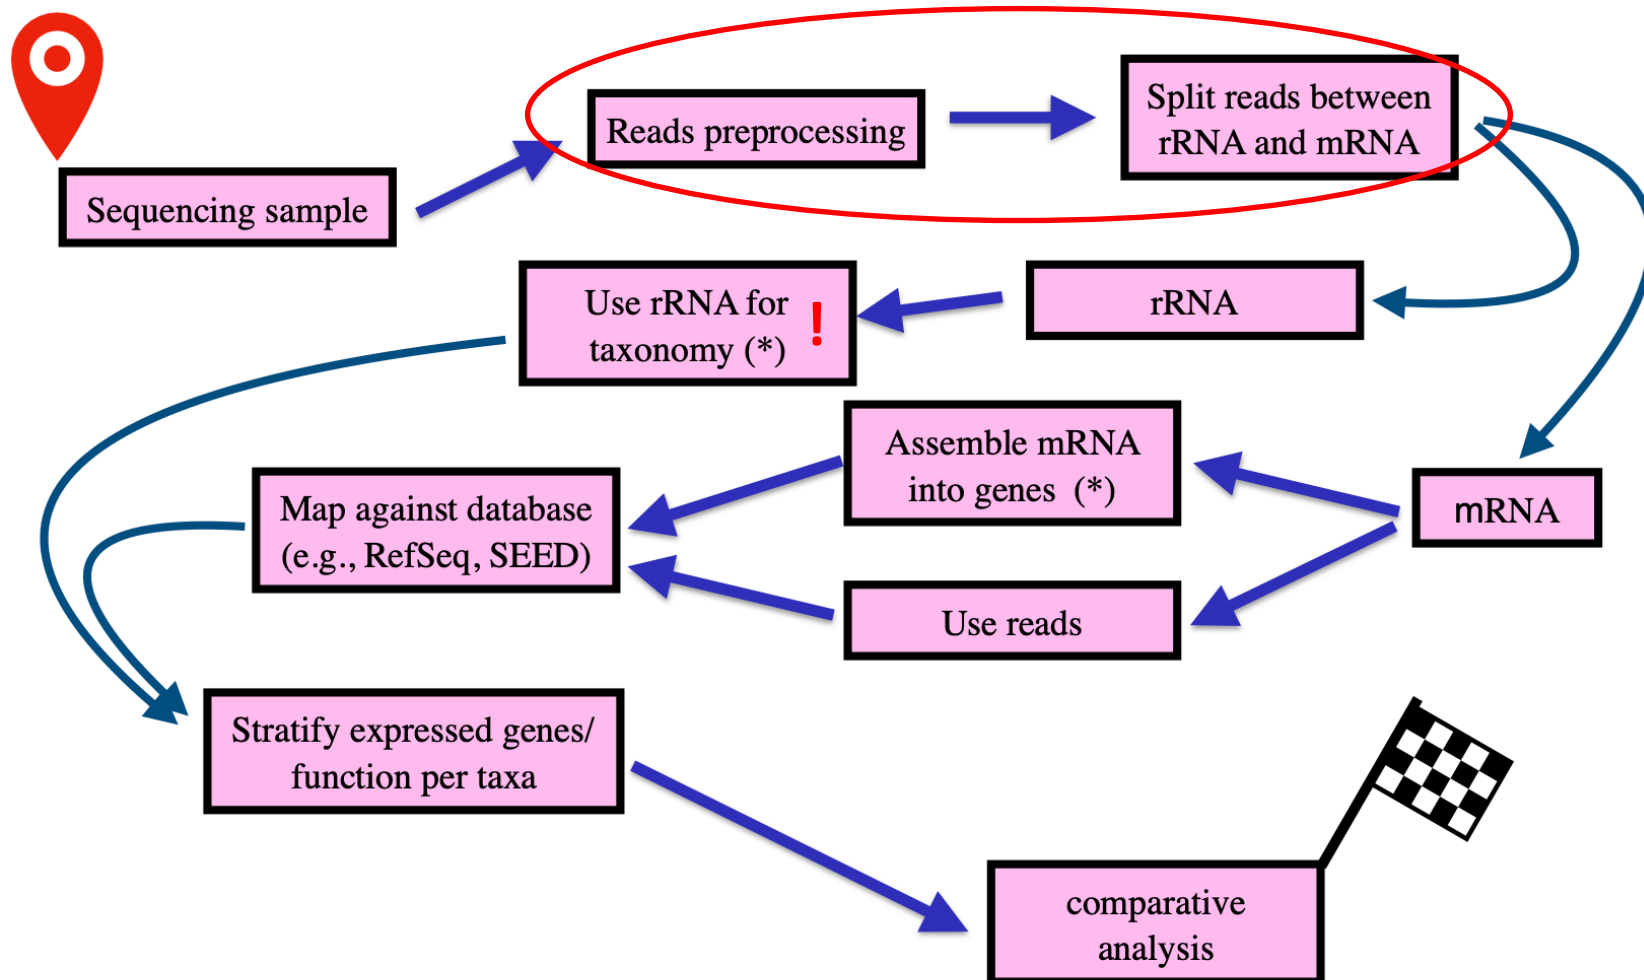 Sequencing sample
Reads preprocessing
Split reads between
rRNA and mRNA
rRNA
Use rRNA for
taxonomy (*) !
mRNA
Assemble mRNA
into genes (*)
Use reads
Map against database
(e.g., RefSeq, SEED)
Stratify expressed genes/
function per taxa
comparative
analysis